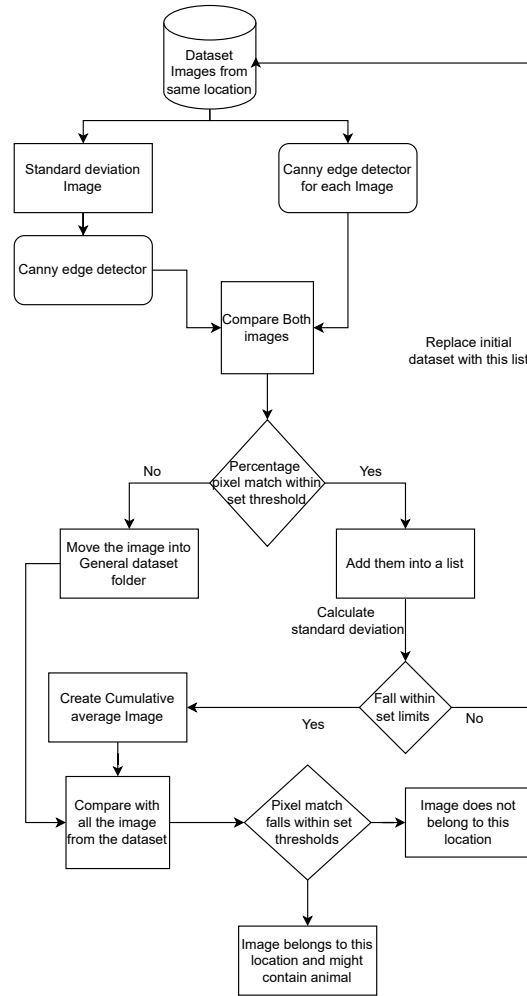 Dataset
Images from
same location
Standard deviation
Image
Canny edge detector
for each Image
Canny edge detector
Compare Both
images
Replace initial
dataset with this list
Percentage
pixel match within
set threshold
No
Yes
Move the image into
General dataset
folder
Add them into a list
Calculate
standard deviation
Fall within
set limits
Yes
No
Create Cumulative
average Image
Compare with
all the image
from the dataset
Pixel match
falls within set
thresholds
Image does not
belong to this
location
Image belongs to this
location and might
contain animal